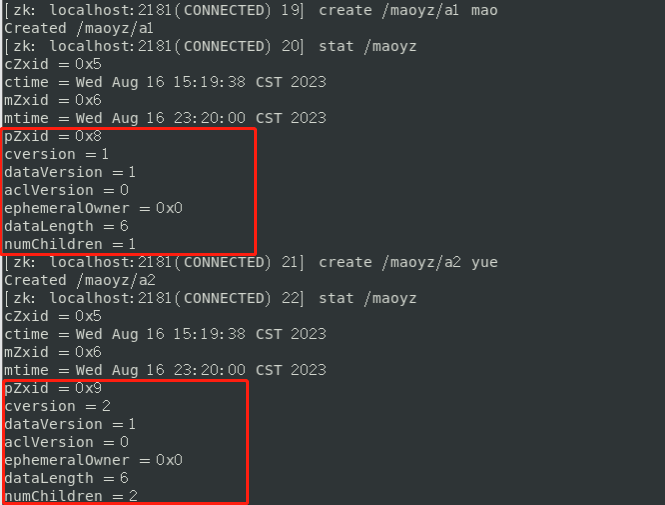 [zk: localhost:2181(CONNECTED) 19] create /maoyz/a1 mao
Created /maoyz/a1
[zk: localhost:2181(CONNECTED) 20] stat /maoyz
cZxid = 0x5
ctime = Wed Aug 16 15:19:38 CST 2023
mZxid = 0x6
mtime = Wed Aug 16 23:20:00 CST 2023
pZxid = 0x8
cversion = 1
dataVersion = 1
aclVersion = 0
ephemeralOwner = 0x0
dataLength = 6
numChildren = 1
[zk: localhost:2181(CONNECTED) 21] create /maoyz/a2 yue
Created /maoyz/a2
[zk: localhost:2181(CONNECTED) 22] stat /maoyz
cZxid = 0x5
ctime = Wed Aug 16 15:19:38 CST 2023
mZxid = 0x6
mtime = Wed Aug 16 23:20:00 CST 2023
pZxid = 0x9
cversion = 2
dataVersion = 1
aclVersion = 0
ephemeralOwner = 0x0
dataLength = 6
numChildren = 2